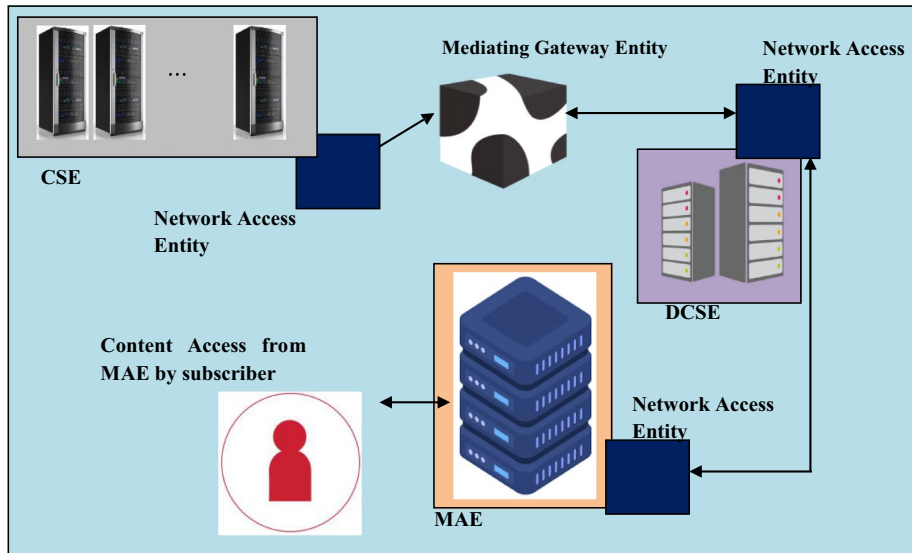 Mediating Gateway Entity
Network Access
Entity
...
CSE
Network Access
Entity
DCSE
Content Access from
MAE by subscriber
Network Access
Entity
MAE